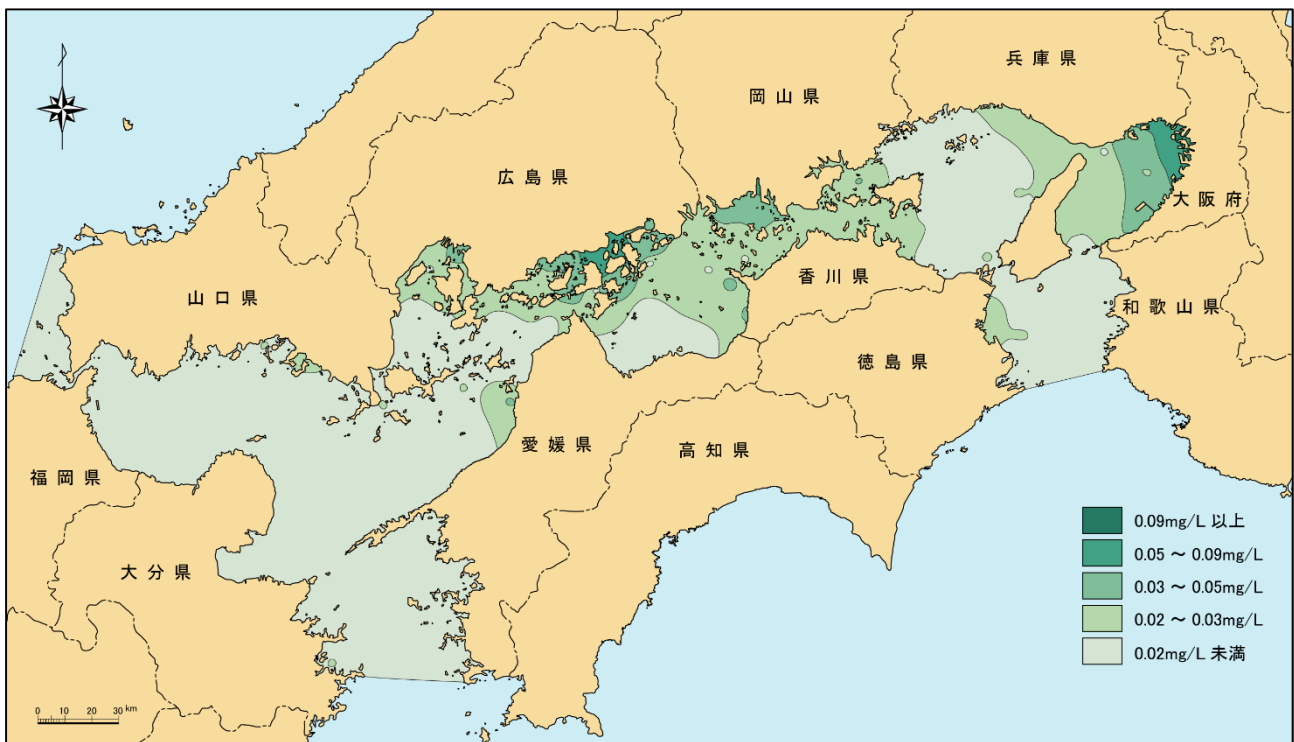 兵庫県
岡山県
広島県
大阪府
香川県
山口県
和歌山県
徳島県
愛媛県
高知県
福岡県
大分県
0.09mg/L 以上
0.05 ～ 0.09mg/L
0.03 ～ 0.05mg/L
0.02 ～ 0.03mg/L
0.02mg/L 未満
0 10 20 30 km